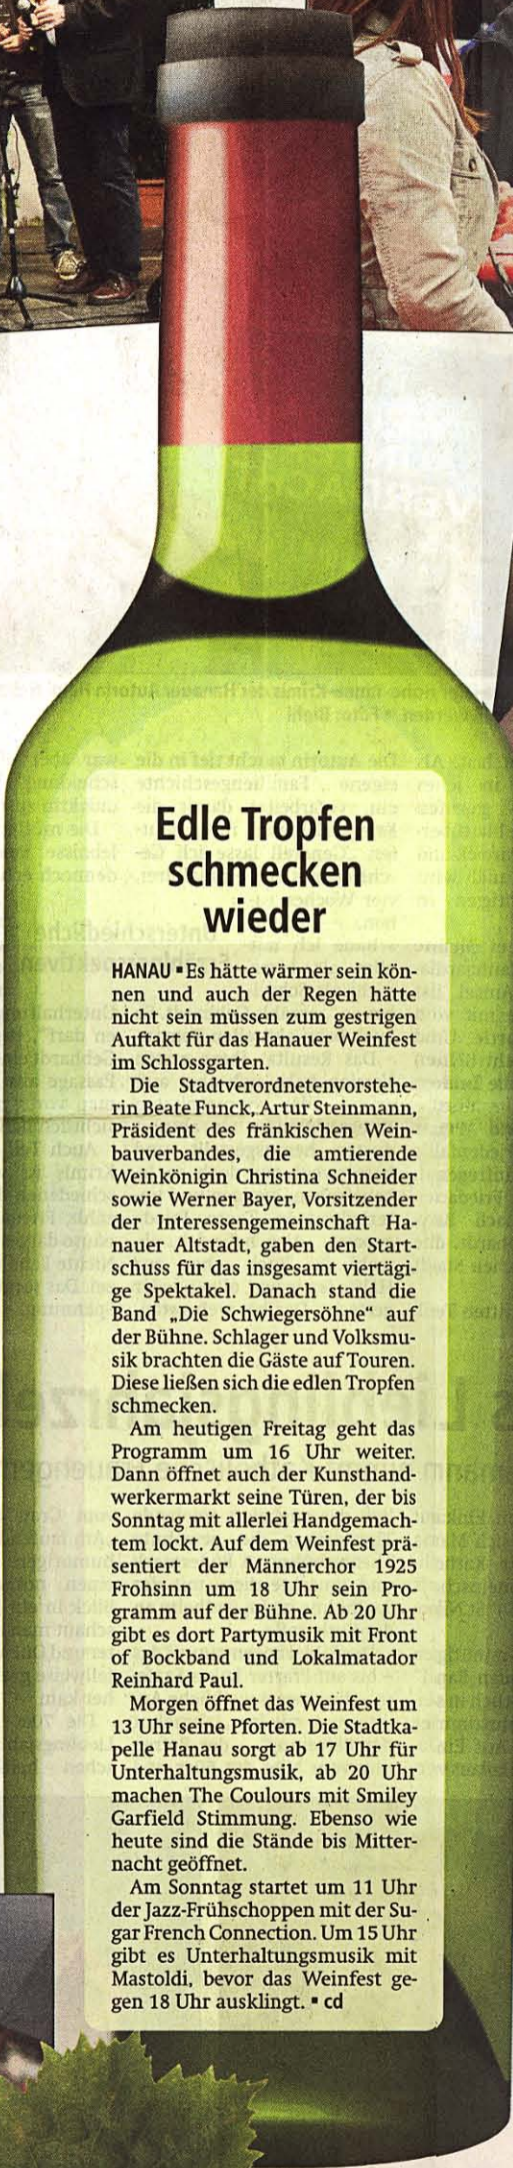 Edle Tropfen
schmecken
wieder
HANAU ▪ Es hätte wärmer sein kön-
nen und auch der Regen hätte
nicht sein müssen zum gestrigen
Auftakt für das Hanauer Weinfest
im Schlossgarten.
Die Stadtverordnetenvorstehe-
rin Beate Funck, Artur Steinmann,
Präsident des fränkischen Wein-
bauverbandes, die amtierende
Weinkönigin Christina Schneider
sowie Werner Bayer, Vorsitzender
der Interessengemeinschaft Ha-
nauer Altstadt, gaben den Start-
schuss für das insgesamt viertägi-
ge Spektakel. Danach stand die
Band „Die Schwiegersöhne“ auf
der Bühne. Schlager und Volksmu-
sik brachten die Gäste auf Touren.
Diese ließen sich die edlen Tropfen
schmecken.
Am heutigen Freitag geht das
Programm um 16 Uhr weiter.
Dann öffnet auch der Kunsthand-
werkermarkt seine Türen, der bis
Sonntag mit allerlei Handgemach-
tem lockt. Auf dem Weinfest prä-
sentiert der Männerchor 1925
Frohsinn um 18 Uhr sein Pro-
gramm auf der Bühne. Ab 20 Uhr
gibt es dort Partymusik mit Front
of Bockband und Lokalmatador
Reinhard Paul.
Morgen öffnet das Weinfest um
13 Uhr seine Pforten. Die Stadtka-
pelle Hanau sorgt ab 17 Uhr für
Unterhaltungsmusik, ab 20 Uhr
machen The Coulours mit Smiley
Garfield Stimmung. Ebenso wie
heute sind die Stände bis Mitter-
nacht geöffnet.
Am Sonntag startet um 11 Uhr
der Jazz-Frühschoppen mit der Su-
gar French Connection. Um 15 Uhr
gibt es Unterhaltungsmusik mit
Mastoldi, bevor das Weinfest ge-
gen 18 Uhr ausklingt. ▪ cd